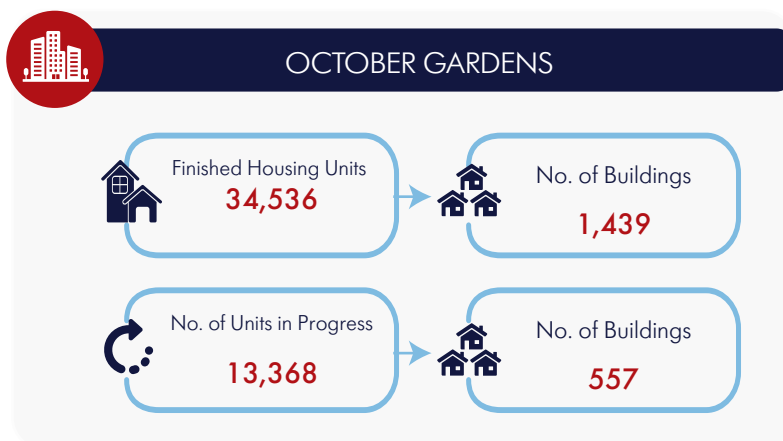 OCTOBER GARDENS
Finished Housing Units
34,536
No. of Buildings
1,439
No. of Units in Progress
13,368
No. of Buildings
557